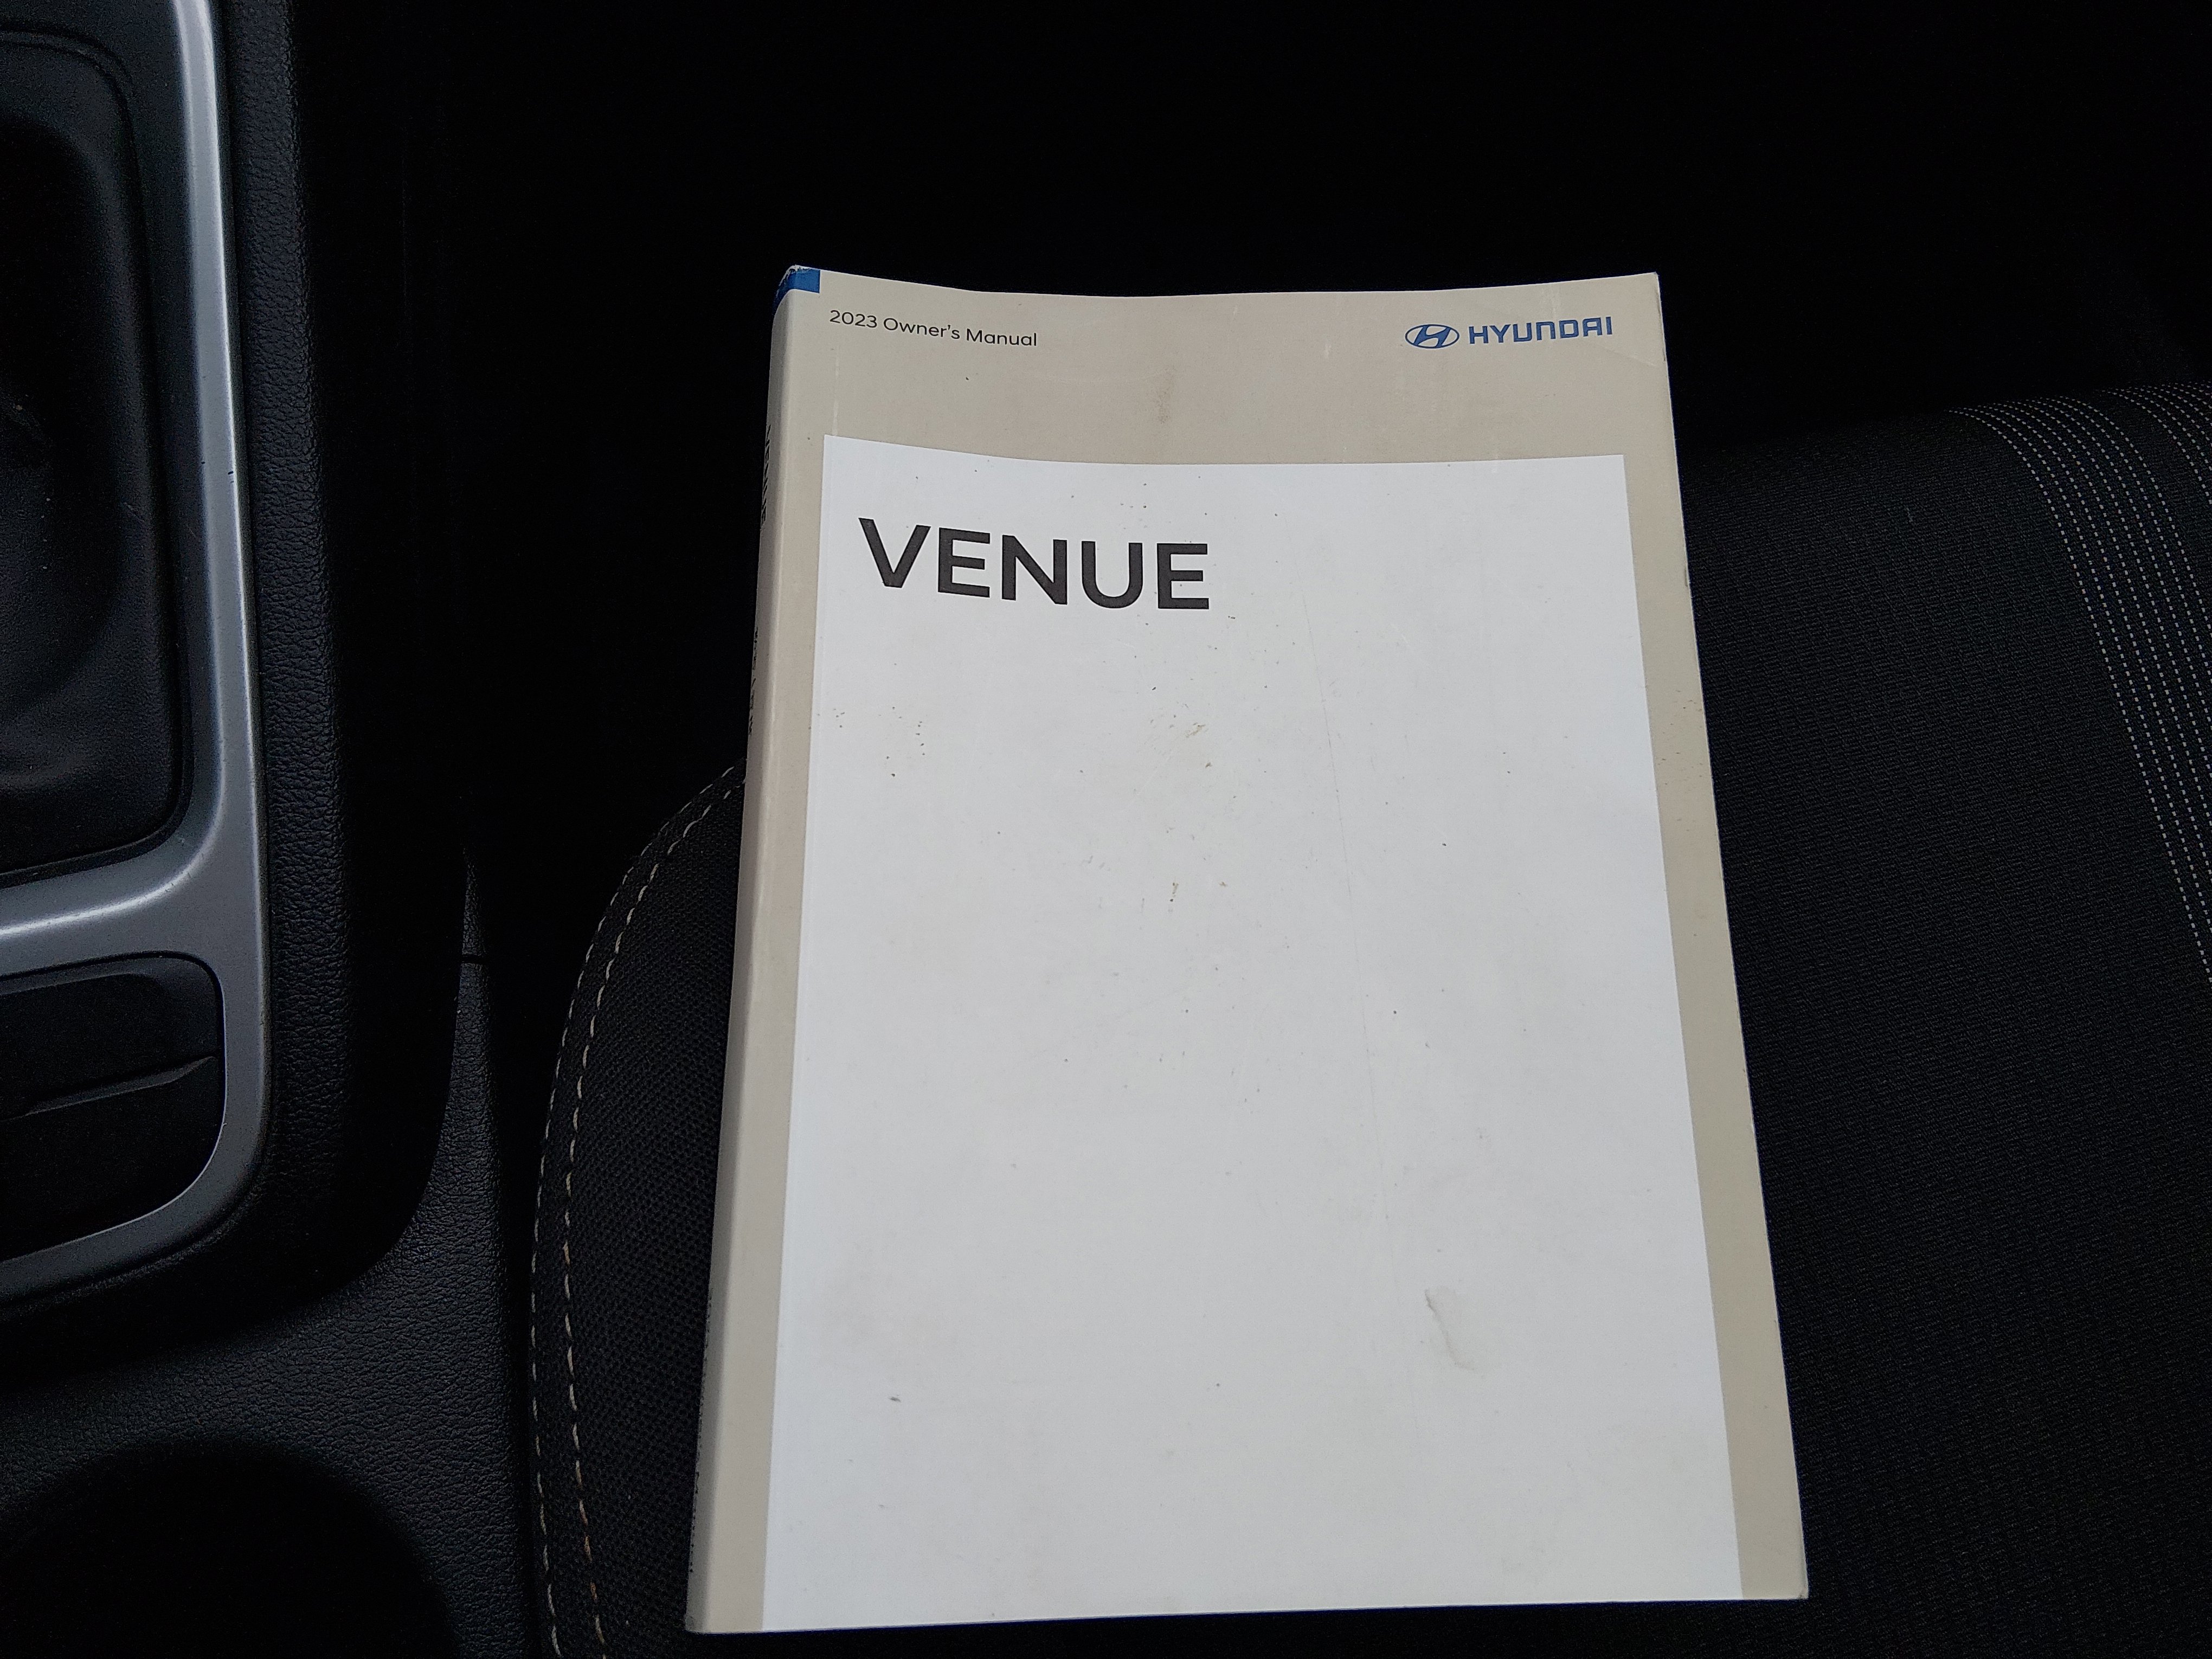 2023 Owner's Manual
HYUNDAI
VENUE